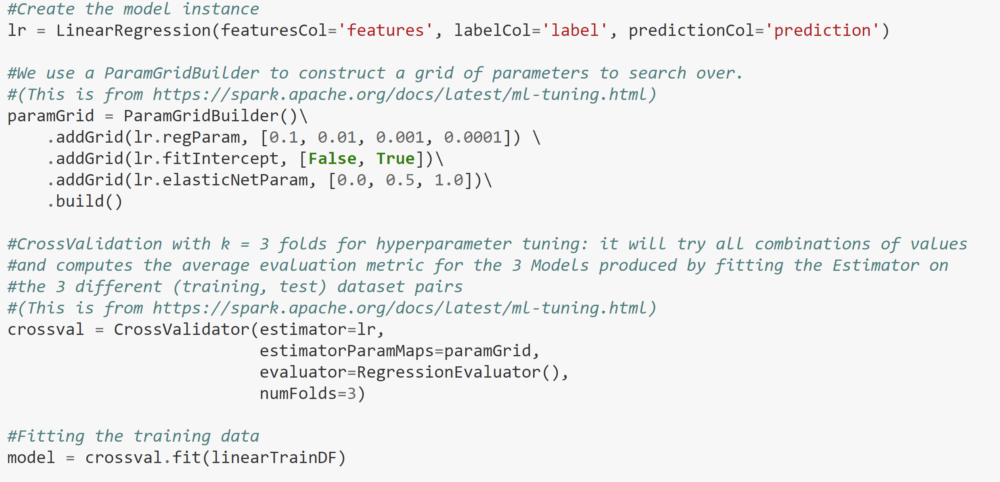 #Create the model instance
lr = LinearRegression(featuresCol='features', labelCol='label', predictionCol='prediction')

#We use a ParamGridBuilder to construct a grid of parameters to search over.
#(This is from https://spark.apache.org/docs/latest/ml-tuning.html)
paramGrid = ParamGridBuilder()\
    .addGrid(lr.regParam, [0.1, 0.01, 0.001, 0.0001]) \
    .addGrid(lr.fitIntercept, [False, True])\
    .addGrid(lr.elasticNetParam, [0.0, 0.5, 1.0])\
    .build()

#CrossValidation with k = 3 folds for hyperparameter tuning: it will try all combinations of values
#and computes the average evaluation metric for the 3 Models produced by fitting the Estimator on
#the 3 different (training, test) dataset pairs
#(This is from https://spark.apache.org/docs/latest/ml-tuning.html)
crossval = CrossValidator(estimator=lr,
                          estimatorParamMaps=paramGrid,
                          evaluator=RegressionEvaluator(),
                          numFolds=3)

#Fitting the training data
model = crossval.fit(linearTrainDF)